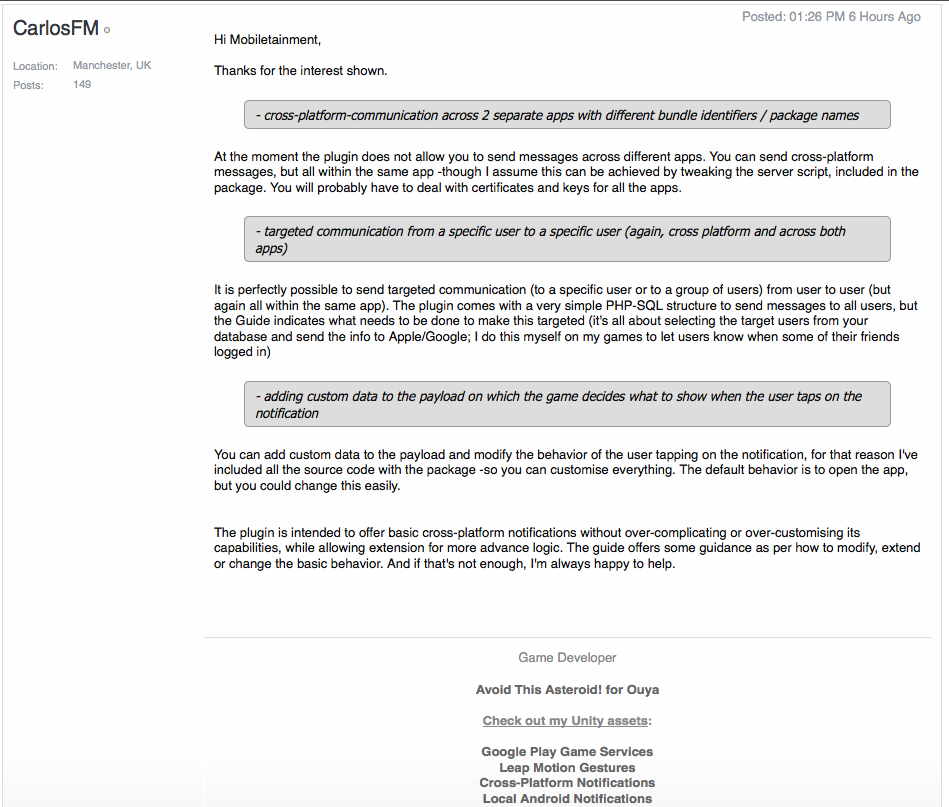 Posted: 01:26 PM 6 Hours Ago
CarlosFM
Location: Manchester, UK
Posts: 149
Hi Mobiletainment,
Thanks for the interest shown.
- cross-platform-communication across 2 separate apps with different bundle identifiers / package names
At the moment the plugin does not allow you to send messages across different apps. You can send cross-platform
messages, but all within the same app -though I assume this can be achieved by tweaking the server script, included in the
package. You will probably have to deal with certificates and keys for all the apps.
- targeted communication from a specific user to a specific user (again, cross platform and across both
apps)
It is perfectly possible to send targeted communication (to a specific user or to a group of users) from user to user (but
again all within the same app). The plugin comes with a very simple PHP-SQL structure to send messages to all users, but
the Guide indicates what needs to be done to make this targeted (it's all about selecting the target users from your
database and send the info to Apple/Google; I do this myself on my games to let users know when some of their friends
logged in)
- adding custom data to the payload on which the game decides what to show when the user taps on the
notification
You can add custom data to the payload and modify the behavior of the user tapping on the notification, for that reason I've
included all the source code with the package -so you can customise everything. The default behavior is to open the app,
but you could change this easily.
The plugin is intended to offer basic cross-platform notifications without over-complicating or over-customising its
capabilities, while allowing extension for more advance logic. The guide offers some guidance as per how to modify, extend
or change the basic behavior. And if that's not enough, I'm always happy to help.
Game Developer
Avoid This Asteroid! for Ouya
Check out my Unity assets:
Google Play Game Services
Leap Motion Gestures
Cross-Platform Notifications
Local Android Notifications